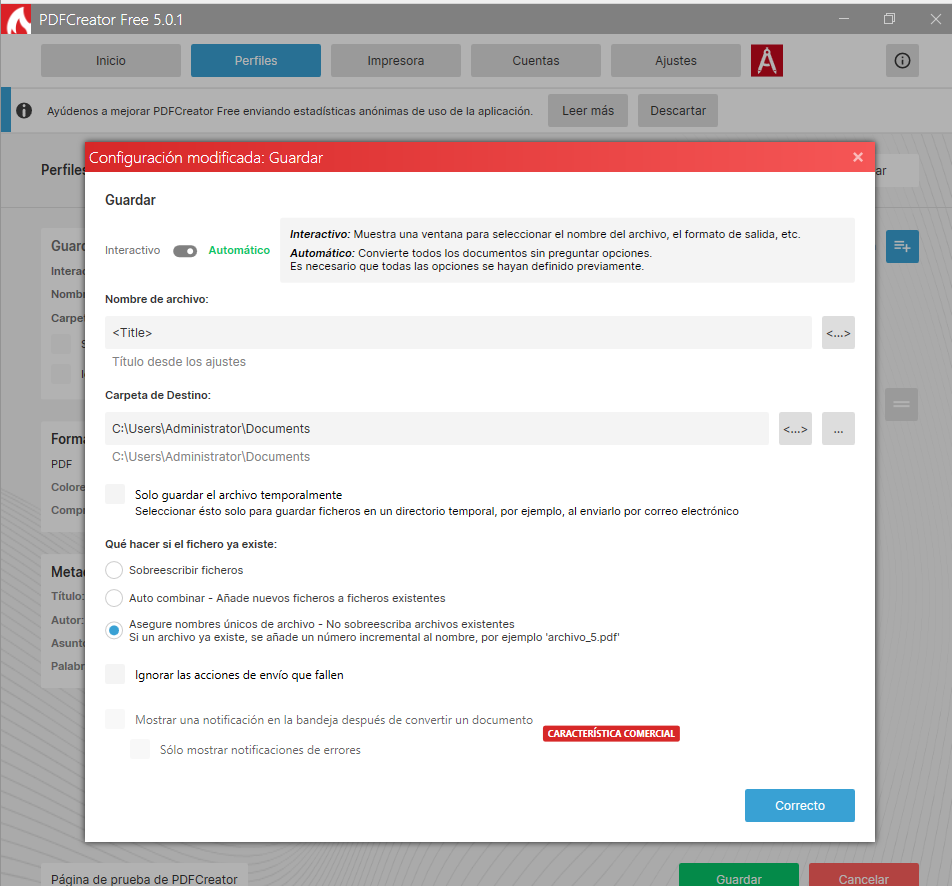 PDFCreator Free 5.0.1
Inicio
Perfiles
Impresora
Cuentas
Ajustes
Ayúdenos a mejorar PDFCreator Free enviando estadísticas anónimas de uso de la aplicación.
Leer más
Descartar
Configuración modificada: Guardar
Perfiles
ar
Guardar
Interactivo
Automático
Interactivo: Muestra una ventana para seleccionar el nombre del archivo, el formato de salida, etc.
Automático: Convierte todos los documentos sin preguntar opciones.
Es necesario que todas las opciones se hayan definido previamente.
Nombre de archivo:
<Title>
<...>
Título desde los ajustes
Carpeta de Destino:
C:\Users\Administrator\Documents
<...>
...
C:\Users\Administrator\Documents
Solo guardar el archivo temporalmente
Seleccionar ésto solo para guardar ficheros en un directorio temporal, por ejemplo, al enviarlo por correo electrónico
Qué hacer si el fichero ya existe:
Sobreescribir ficheros
Auto combinar - Añade nuevos ficheros a ficheros existentes
Asegure nombres únicos de archivo - No sobreescriba archivos existentes
Si un archivo ya existe, se añade un número incremental al nombre, por ejemplo 'archivo_5.pdf'
Ignorar las acciones de envío que fallen
Mostrar una notificación en la bandeja después de convertir un documento
CARACTERÍSTICA COMERCIAL
Sólo mostrar notificaciones de errores
Correcto
Guar
Intera
Nombr
Carpet
Forma
PDF
Colore
Compr
Meta
Título:
Autor:
Asunt
Palabr
Página de prueba de PDFCreator
Guardar
Cancelar